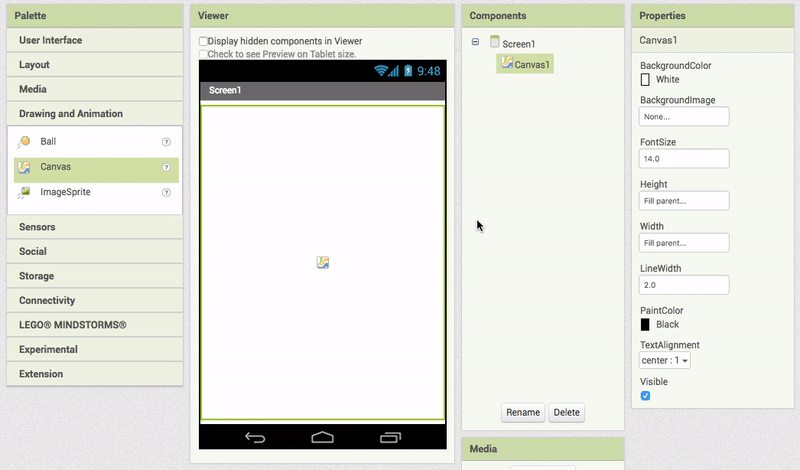 Palette
User Interface
Layout
Media
Drawing and Animation
Ball ?
Canvas ?
ImageSprite ?
Sensors
Social
Storage
Connectivity
LEGO® MINDSTORMS®
Experimental
Extension
Viewer
Display hidden components in Viewer
Check to see Preview on Tablet size.
9:48
Screen1
Components
Screen1
Canvas1
Rename Delete
Media
Properties
Canvas1
BackgroundColor
White
BackgroundImage
None...
FontSize
14.0
Height
Fill parent...
Width
Fill parent...
LineWidth
2.0
PaintColor
Black
TextAlignment
center : 1
Visible